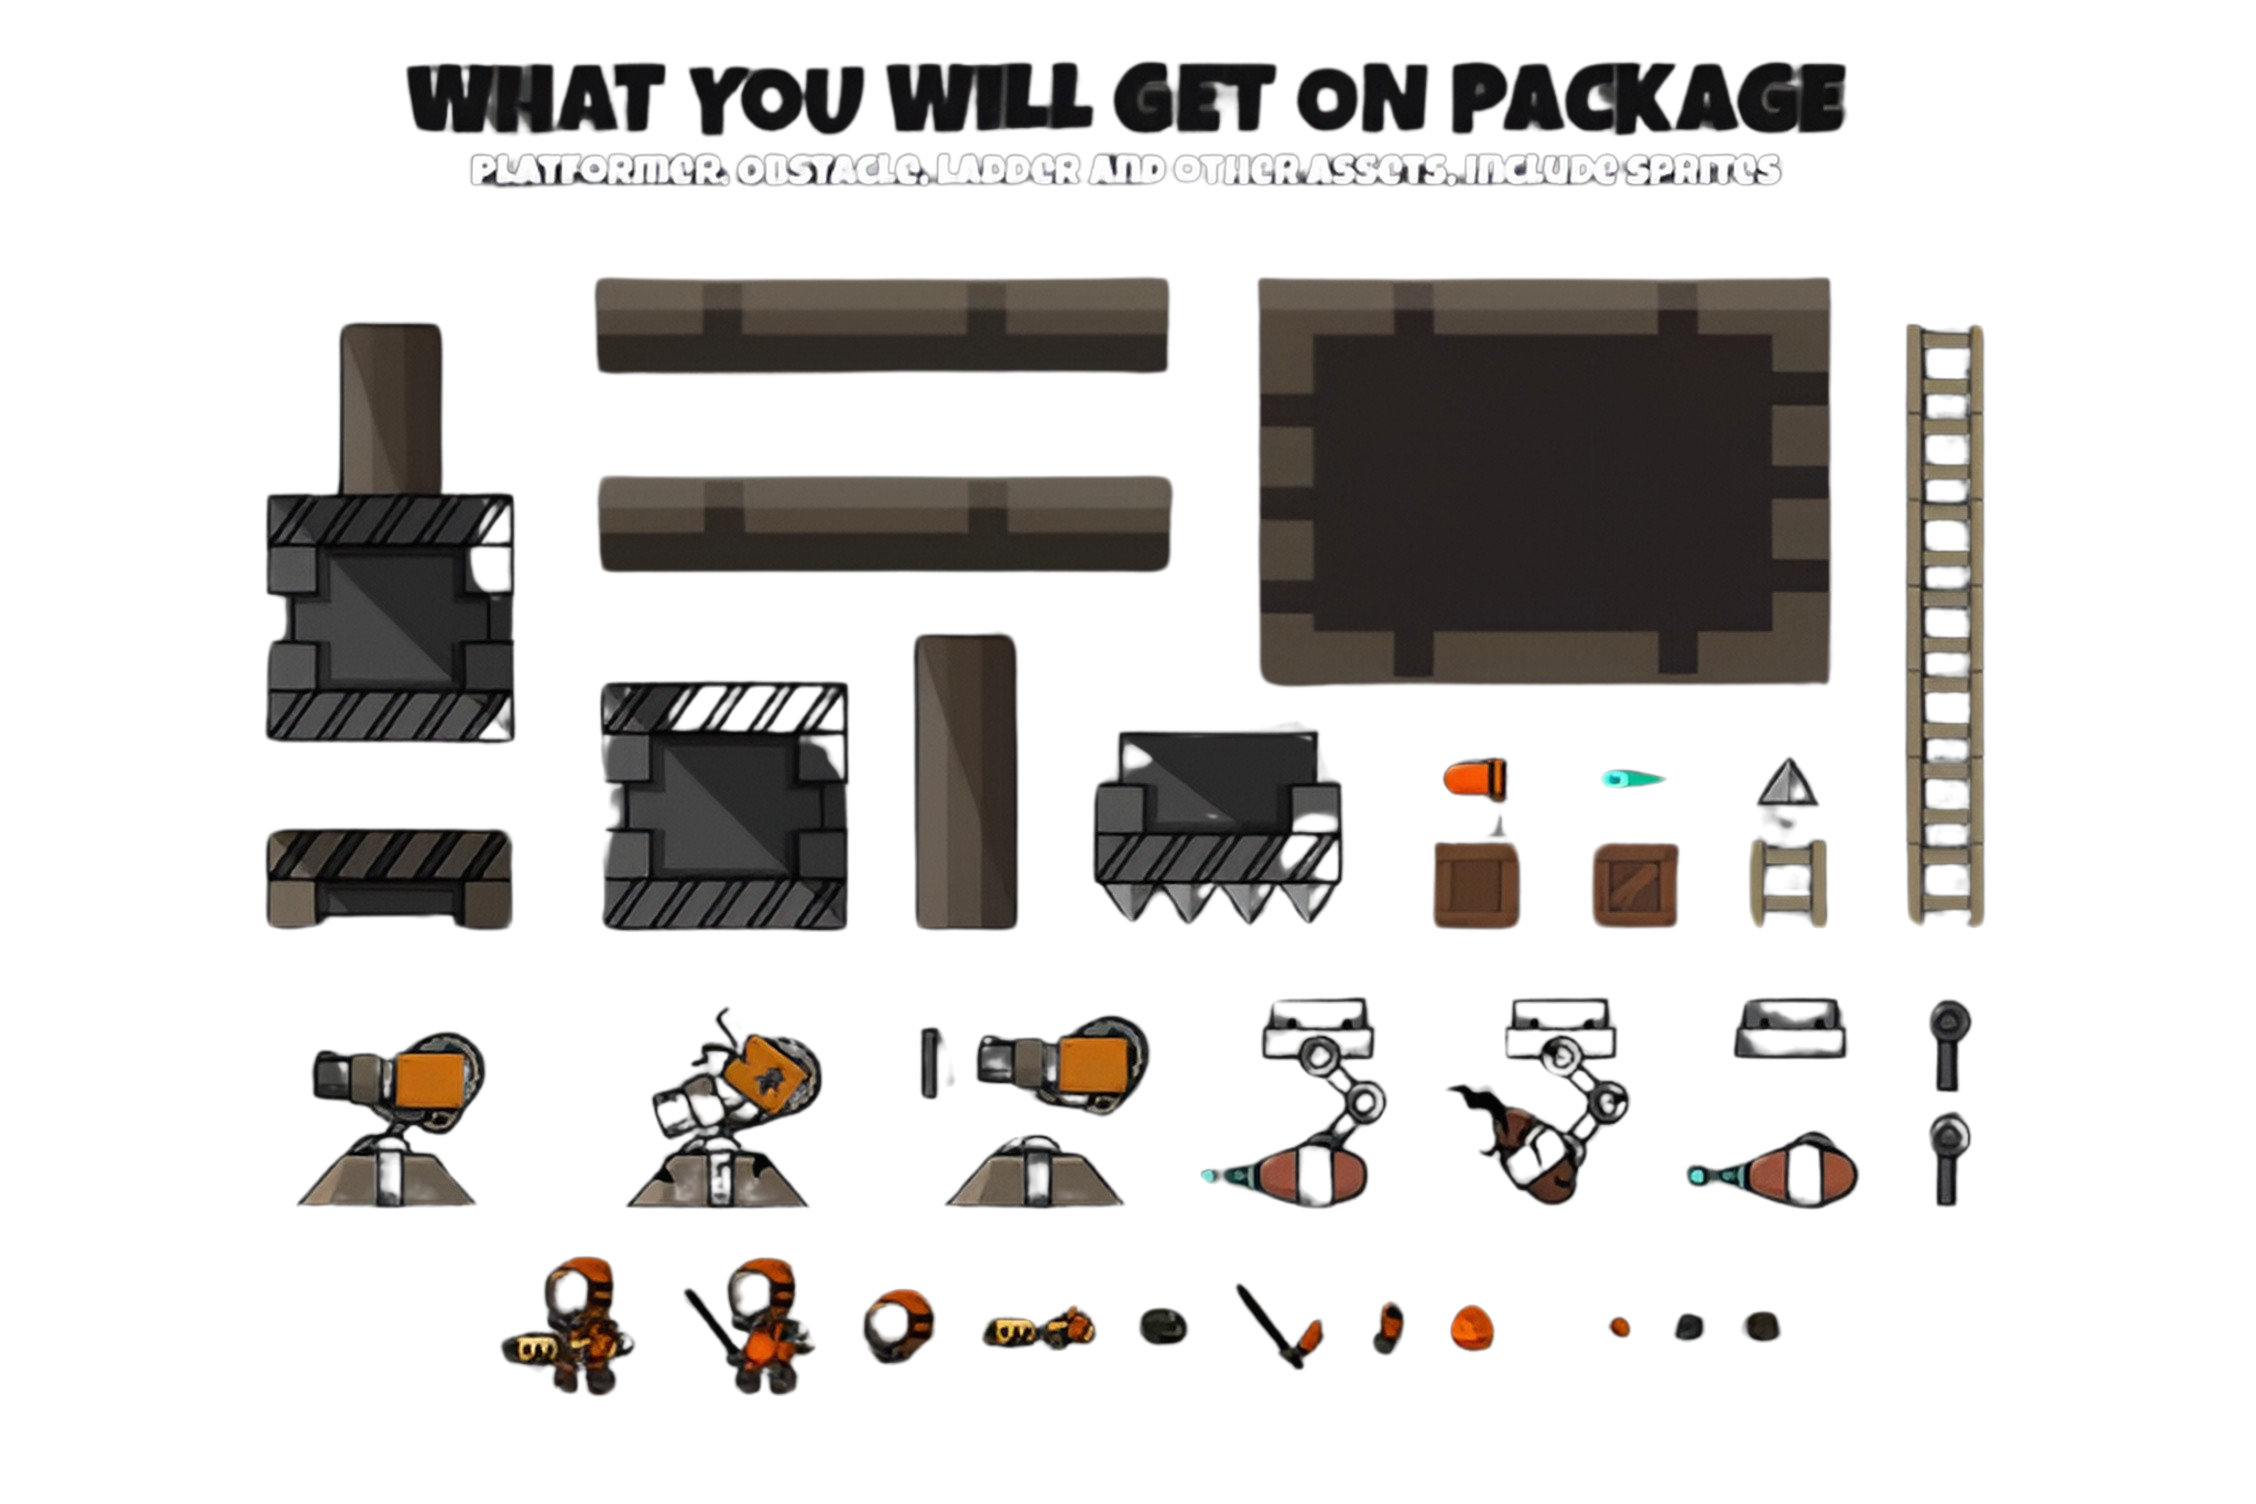 WHAT YOU WILL GET ON PACKAGE
PLATFORMER, OBSTACLE, LADDER AND OTHER ASSETS, INCLUDE SPRITES